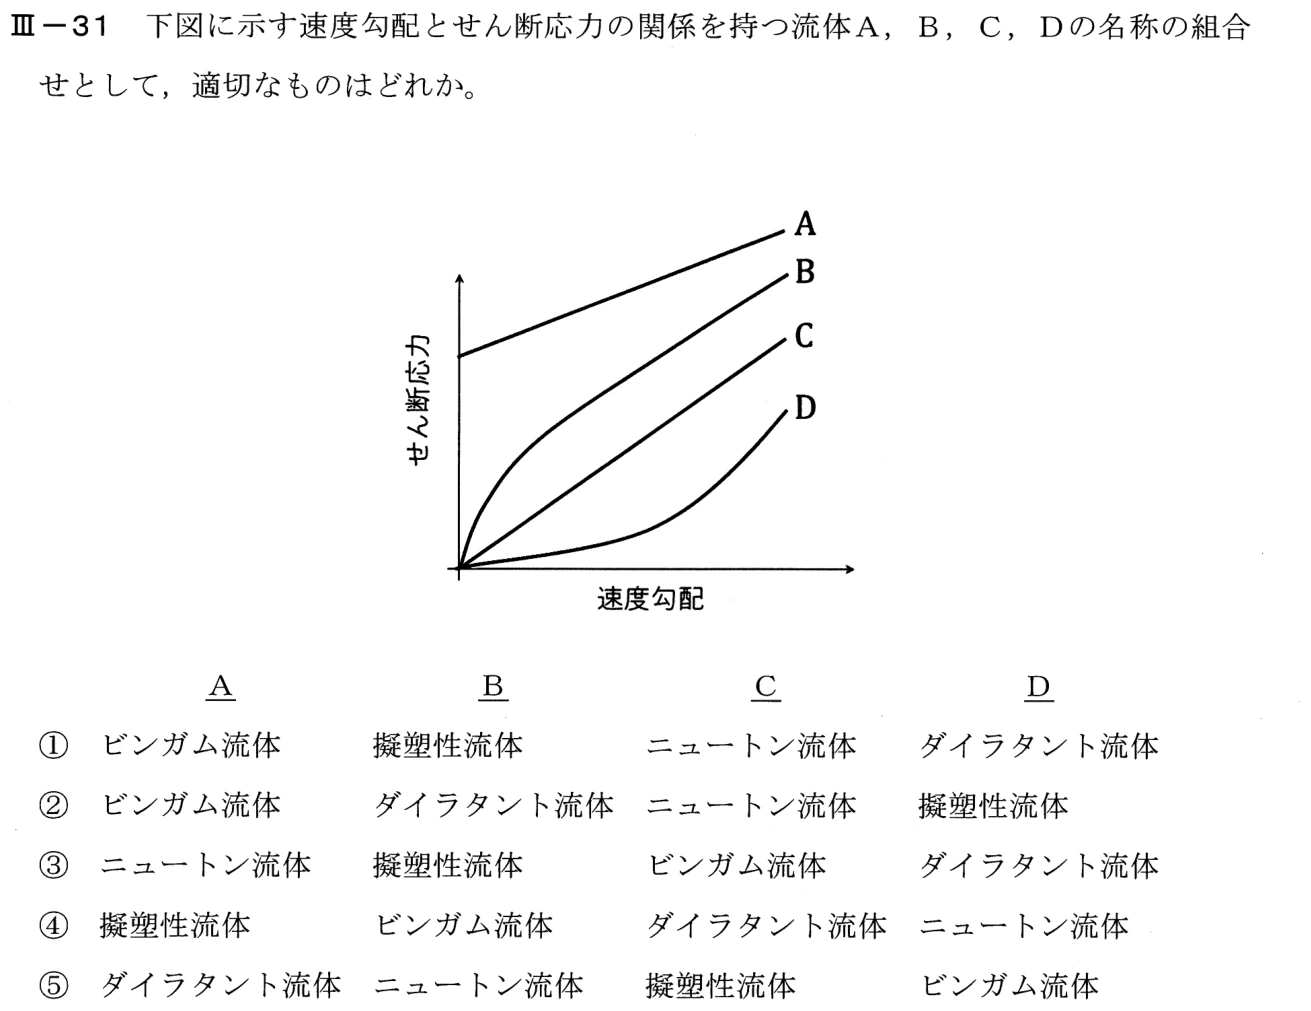 Ⅲ－31　下図に示す速度勾配とせん断応力の関係を持つ流体A，B，C，Dの名称の組合
せとして，適切なものはどれか。
A
B
C
D
せん断応力
速度勾配
A　B　C　D
① ビンガム流体　擬塑性流体　ニュートン流体　ダイラタント流体
② ビンガム流体　ダイラタント流体　ニュートン流体　擬塑性流体
③ ニュートン流体　擬塑性流体　ビンガム流体　ダイラタント流体
④ 擬塑性流体　ビンガム流体　ダイラタント流体　ニュートン流体
⑤ ダイラタント流体　ニュートン流体　擬塑性流体　ビンガム流体